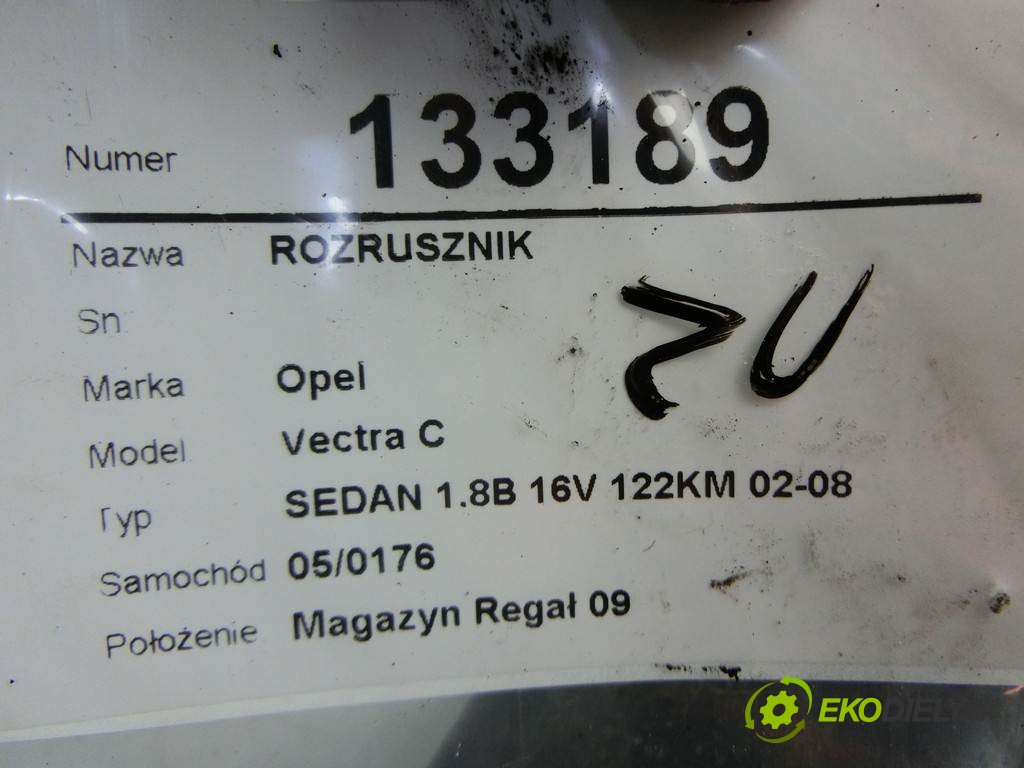 Numer 133189
Nazwa ROZRUSZNIK
Sn
Marka Opel
Model Vectra C
Typ SEDAN 1.8B 16V 122KM 02-08
Samochód 05/0176
Położenie Magazyn Regał 09
EKODIELY